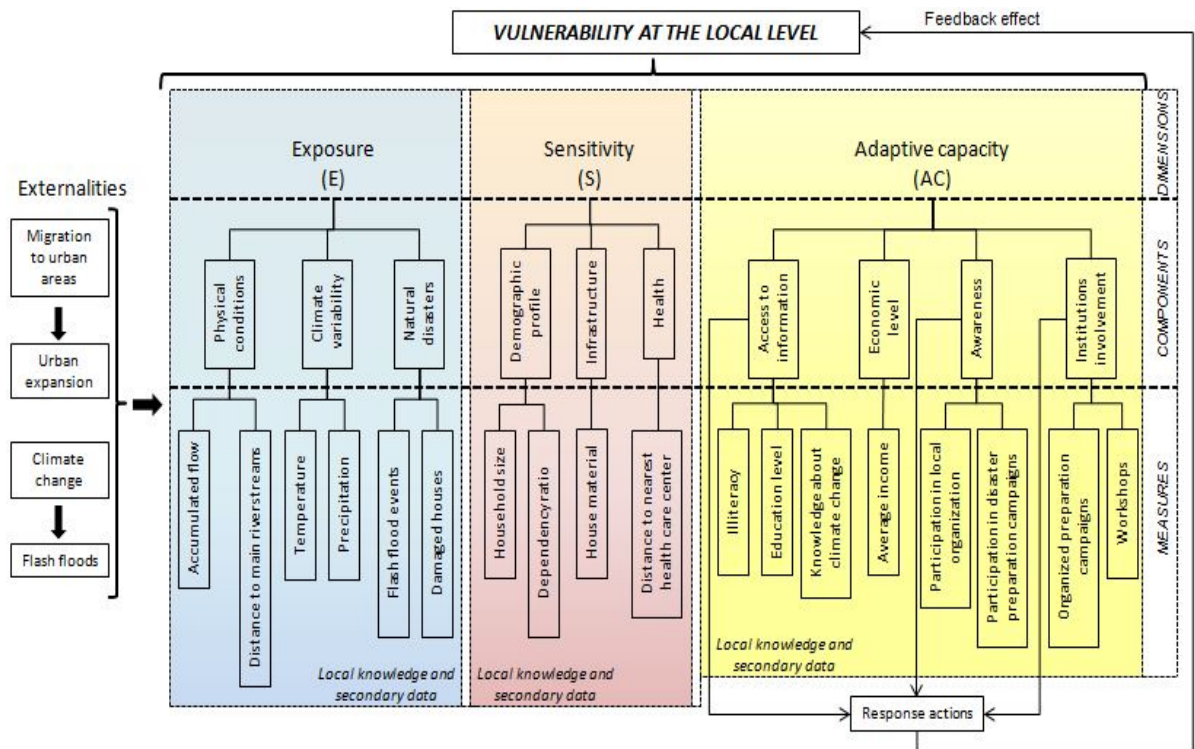 VULNERABILITY AT THE LOCAL LEVEL
Feedback effect
Externalities
Migration
to urban
areas
Urban
expansion
Climate
change
Flash floods
Exposure
(E)
Sensitivity
(S)
Adaptive capacity
(AC)
DIMENSIONS
Physical
conditions
Climate
variability
Natural
disasters
Demographic
profile
Infrastructure
Health
Access to
information
Economic
level
Awareness
Institutions
involvement
COMPONENTS
Accumulated flow
Distance to main riverstreams
Temperature
Precipitation
Flash flood events
Damaged houses
Household size
Dependency ratio
House material
Distance to nearest
health care center
Illiteracy
Education level
Knowledge about
climate change
Average income
Participation in local
organization
Participation in disaster
preparation campaigns
Organized preparation
campaigns
Workshops
MEASURES
Local knowledge and
secondary data
Local knowledge and
secondary data
Local knowledge and
secondary data
Response actions